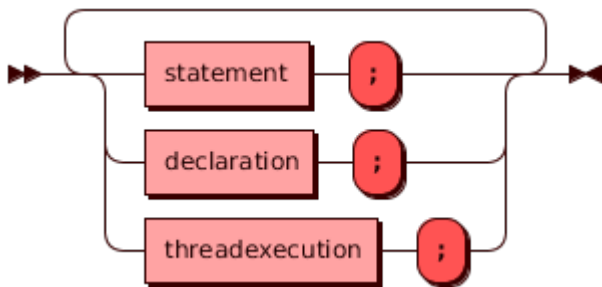 statement ;
declaration ;
threadexecution ;